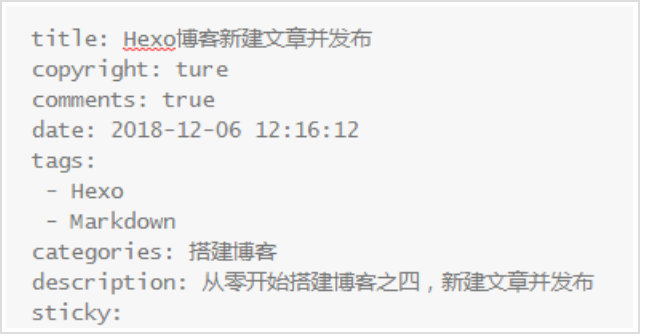 title: Hexo博客新建文章并发布
copyright: ture
comments: true
date: 2018-12-06 12:16:12
tags:
 - Hexo
 - Markdown
categories: 搭建博客
description: 从零开始搭建博客之四，新建文章并发布
sticky: